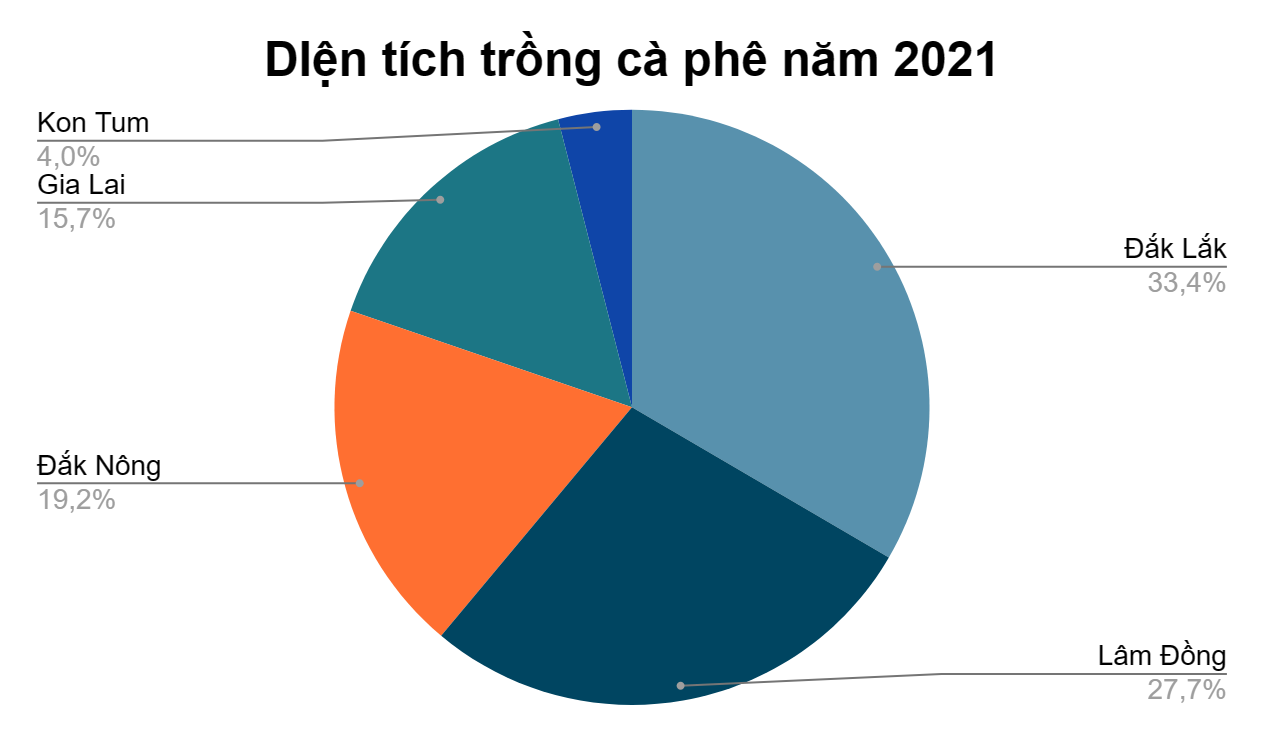 DIện tích trồng cà phê năm 2021
Kon Tum
4,0%
Gia Lai
15,7%
Đắk Lắk
33,4%
Đắk Nông
19,2%
Lâm Đồng
27,7%